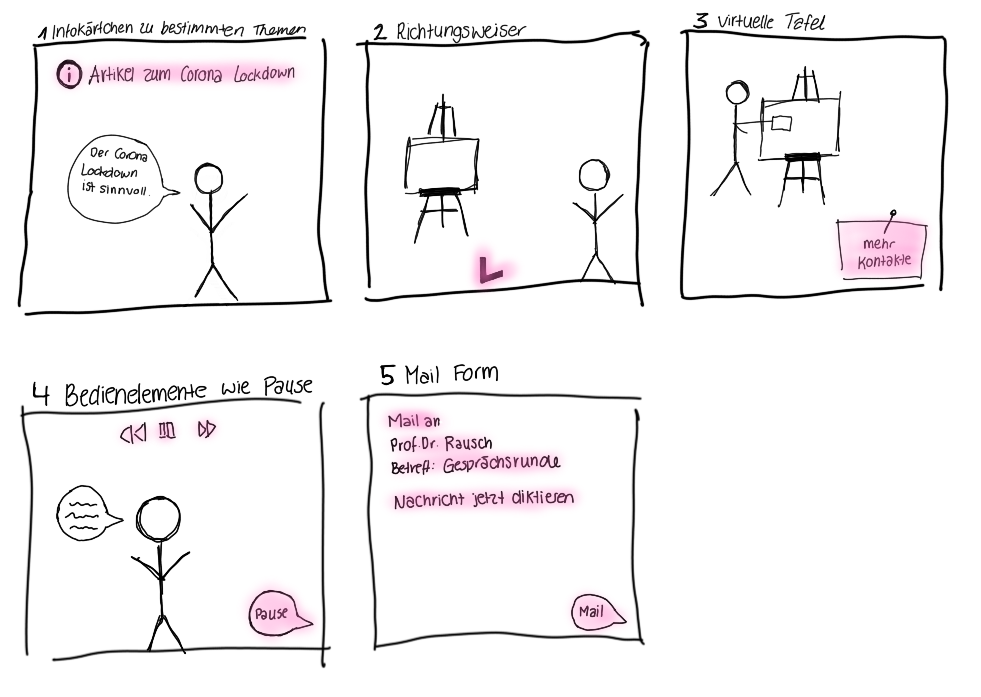 1 Infokärtchen zu bestimmten Themen
i Artikel zum Corona Lockdown
Der Corona
Lockdown
ist sinnvoll.
2 Richtungsweiser
3 virtuelle Tafel
mehr
Kontakte
4 Bedienelemente wie Pause
Pause
5 Mail Form
Mail an
Prof. Dr. Rausch
Betreff: Gesprächsrunde
Nachricht jetzt diktieren
Mail